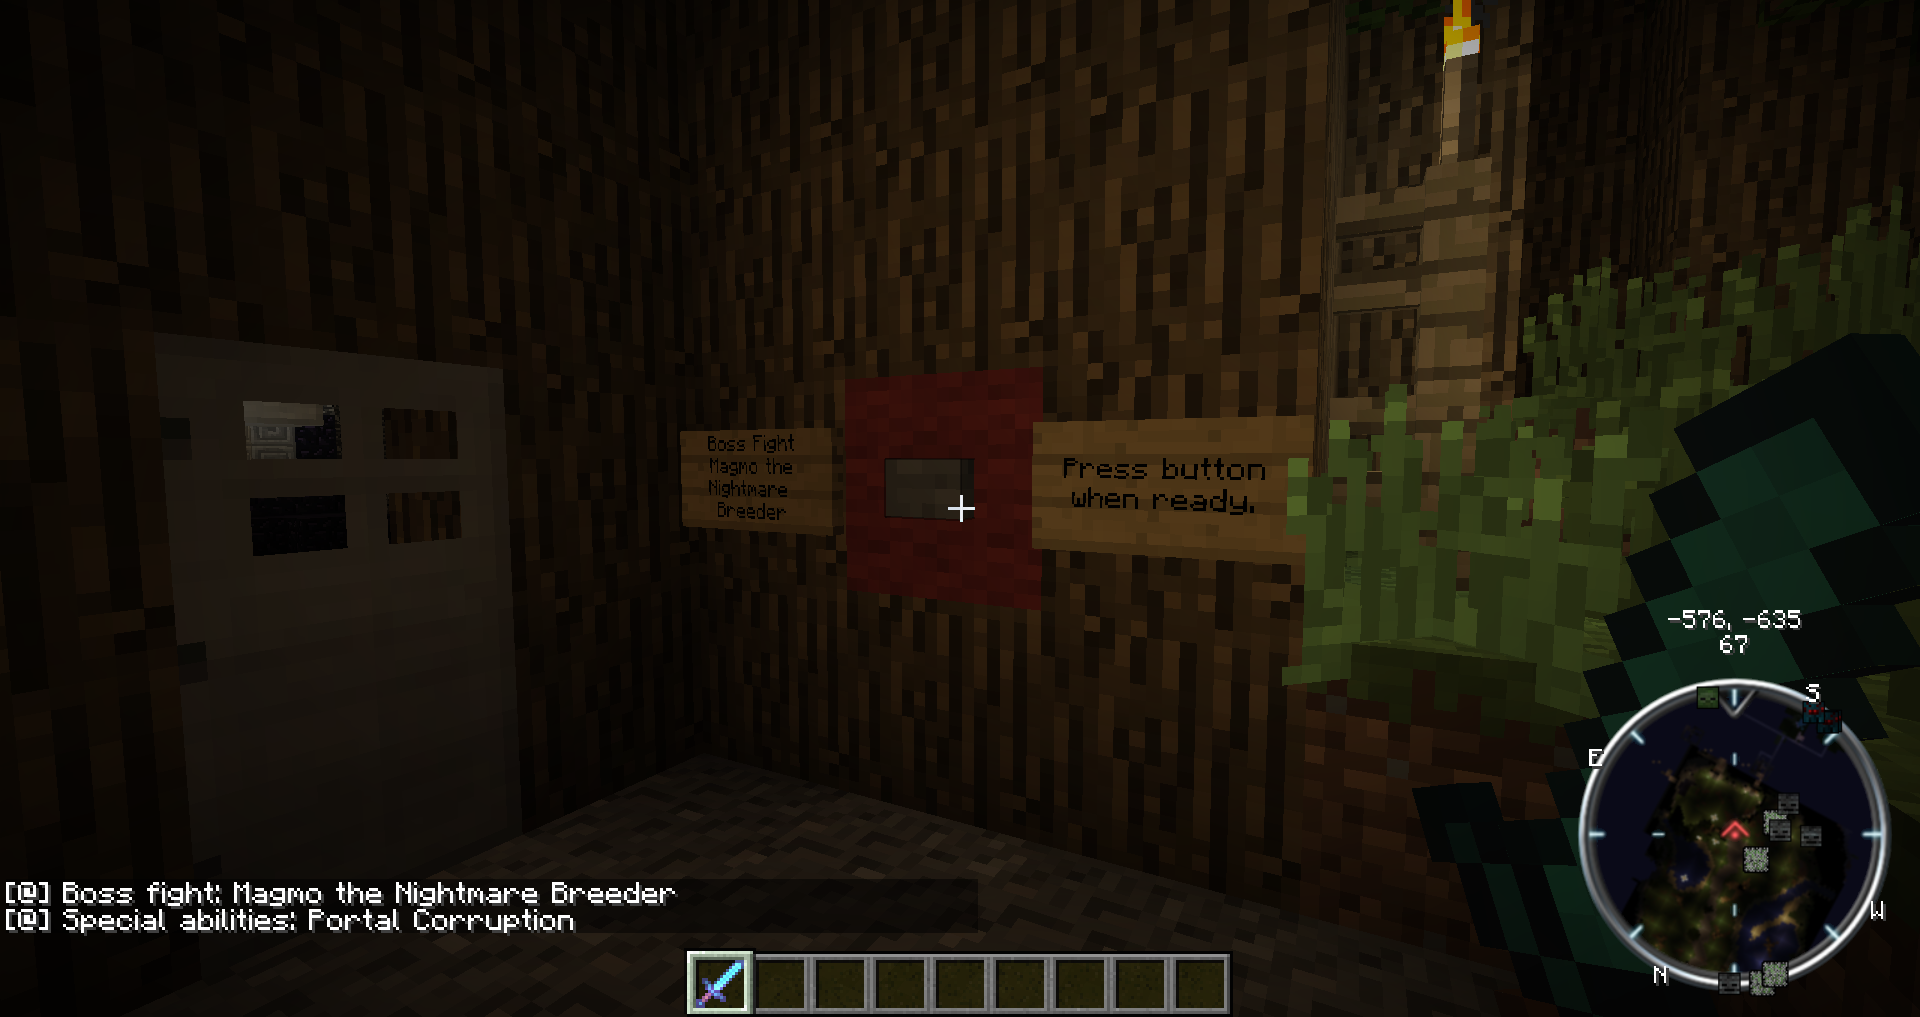 Boss Fight
Magmo the
Nightmare
Breeder
Press button
when ready.
-576, -635
67
S
E
W
N
[@] Boss fight: Magmo the Nightmare Breeder
[@] Special abilities: Portal Corruption